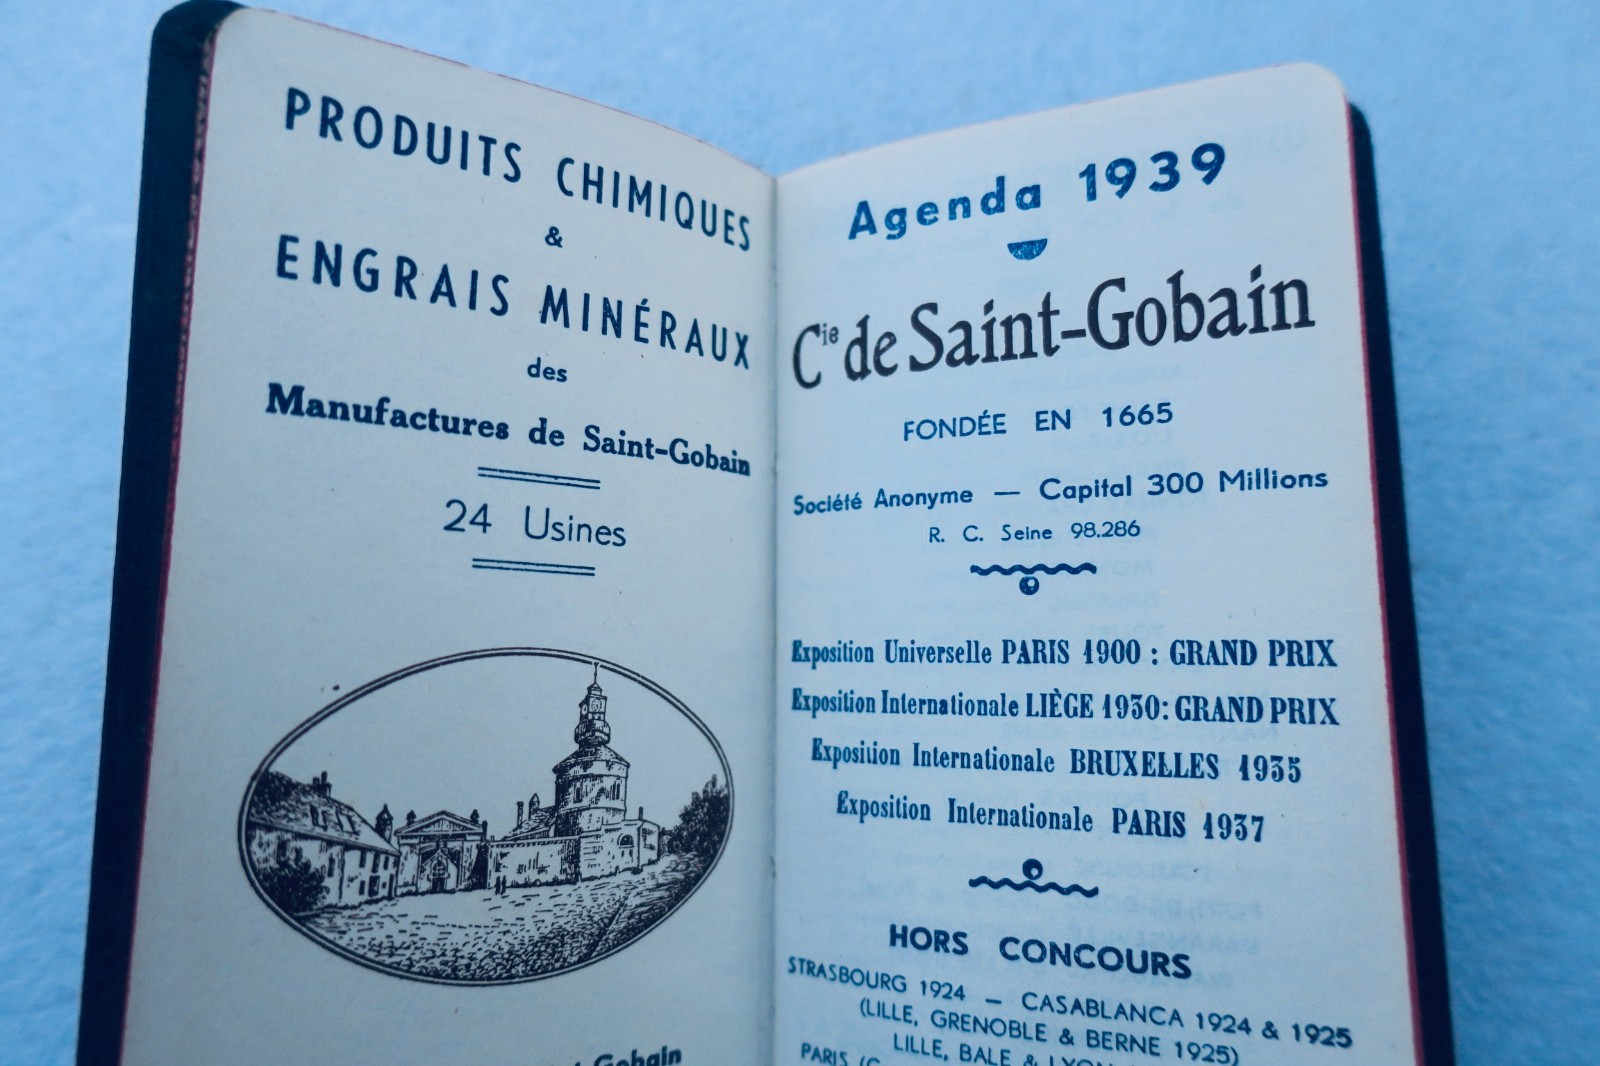 PRODUITS CHIMIQUES
&
ENGRAIS MINÉRAUX
des
Manufactures de Saint-Gobain
24 Usines
Gobain
Agenda 1939
Cie de Saint-Gobain
FONDÉE EN 1665
Société Anonyme — Capital 300 Millions
R. C. Seine 98.286
Exposition Universelle PARIS 1900 : GRAND PRIX
Exposition Internationale LIÈGE 1930: GRAND PRIX
Exposition Internationale BRUXELLES 1935
Exposition Internationale PARIS 1937
HORS CONCOURS
STRASBOURG 1924 — CASABLANCA 1924 & 1925
(LILLE, GRENOBLE & BERNE 1925)
LILLE, BALE & LYON
PARIS